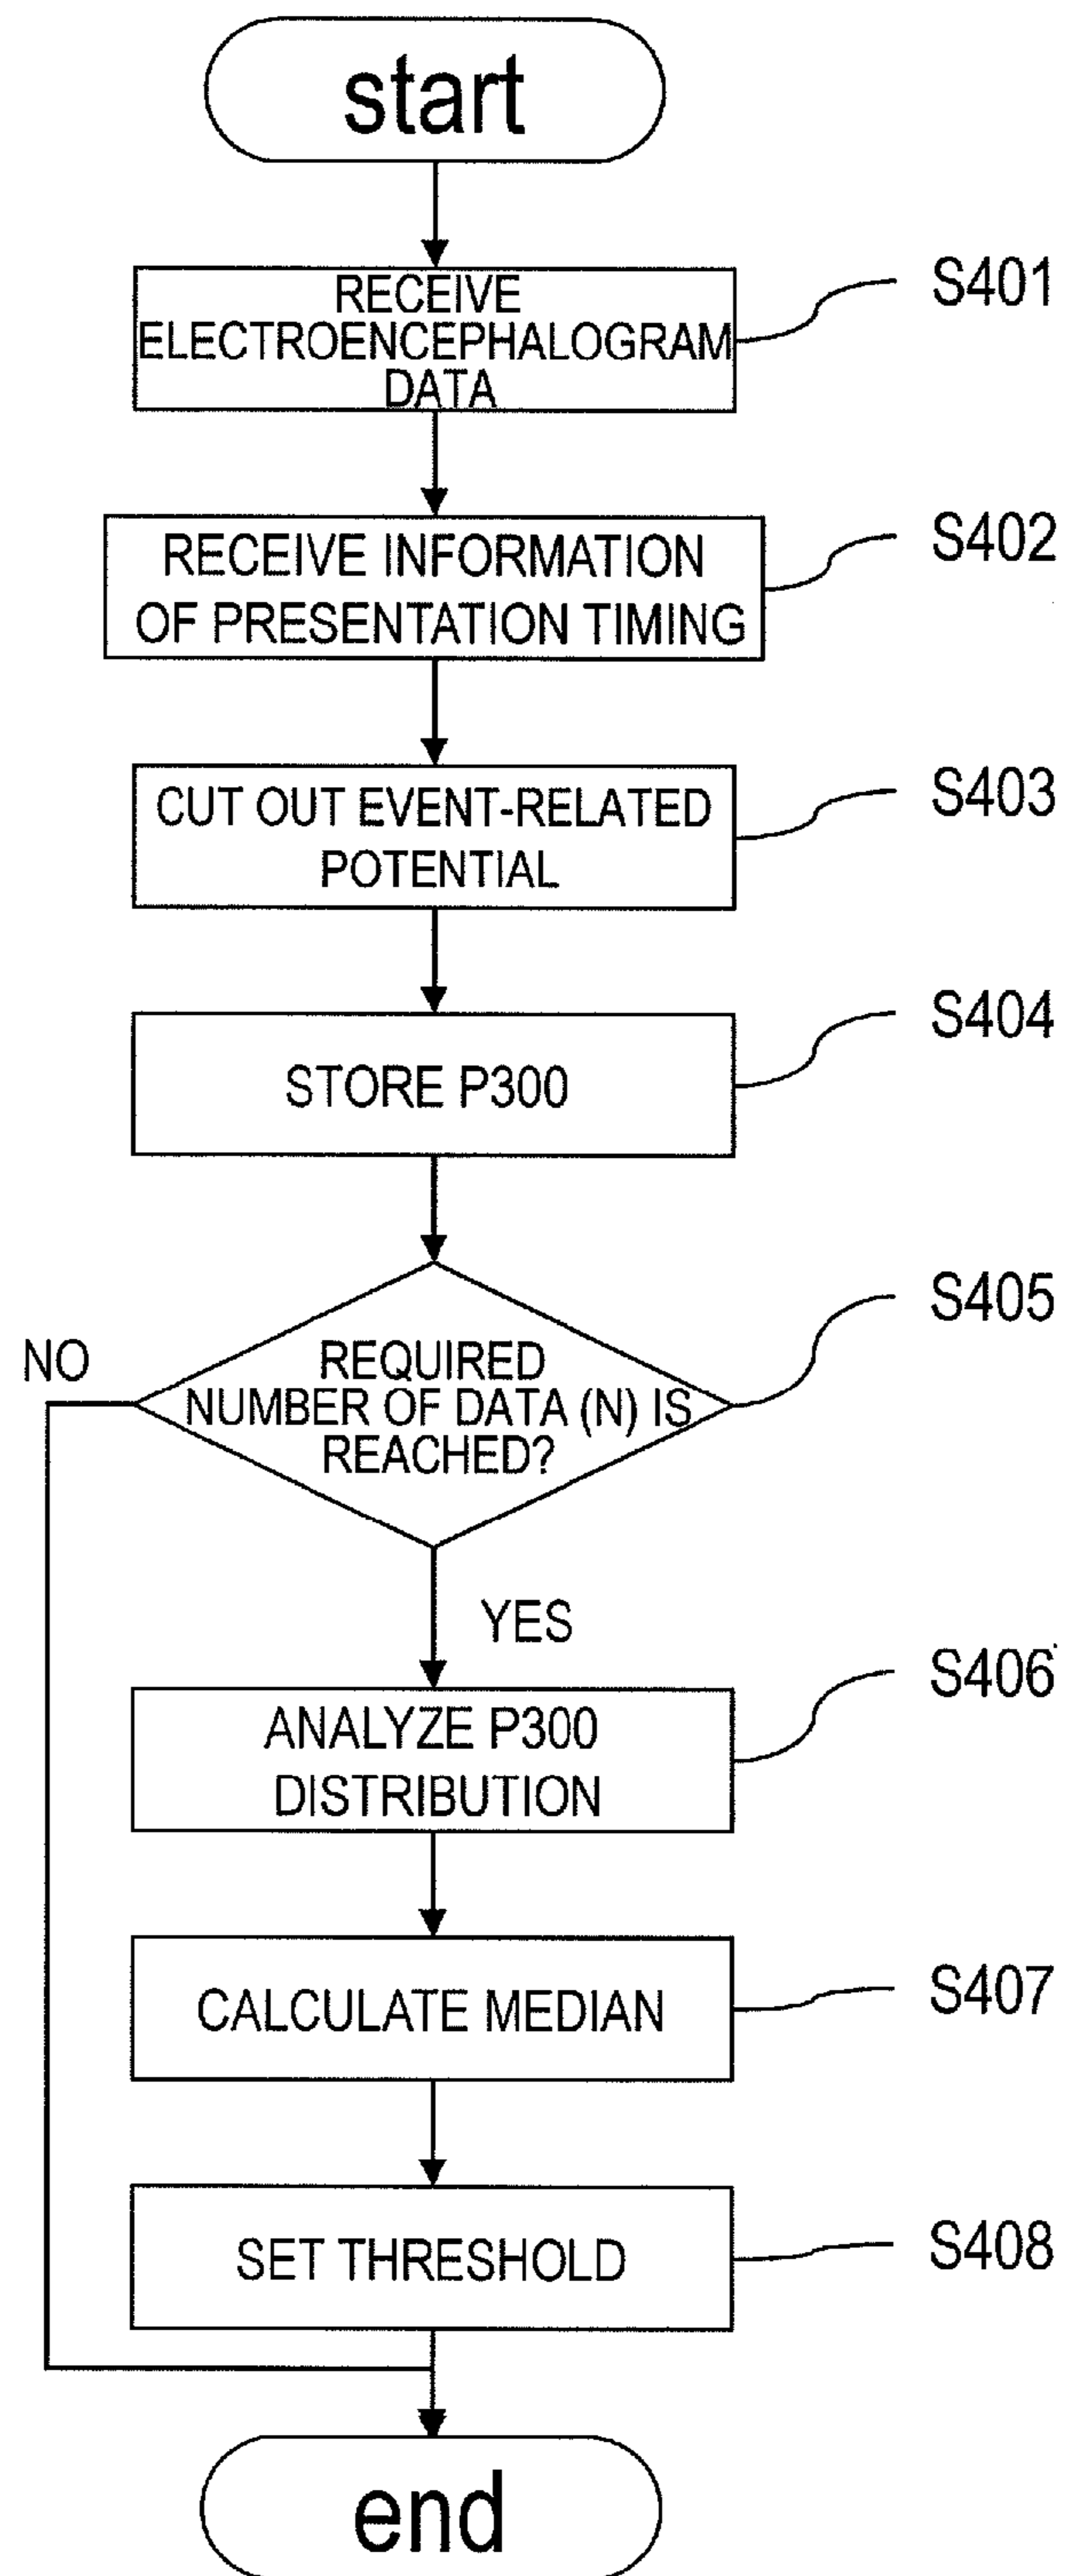 start
RECEIVE
ELECTROENCEPHALOGRAM
DATA
S401
RECEIVE INFORMATION
OF PRESENTATION TIMING
S402
CUT OUT EVENT-RELATED
POTENTIAL
S403
STORE P300
S404
REQUIRED
NUMBER OF DATA (N) IS
REACHED?
S405
NO
YES
ANALYZE P300
DISTRIBUTION
S406
CALCULATE MEDIAN
S407
SET THRESHOLD
S408
end